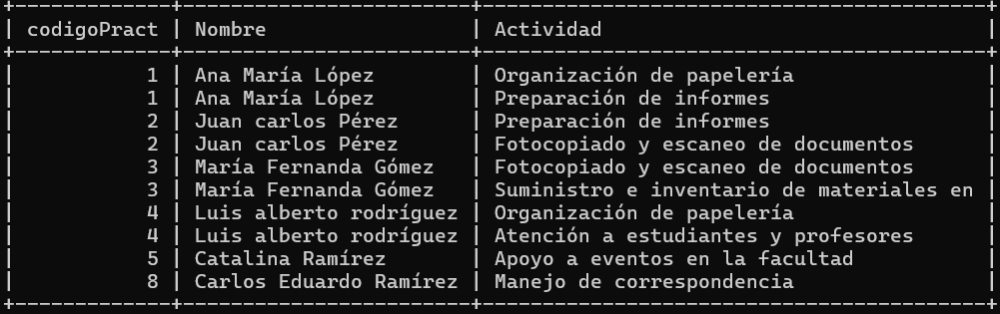 +-------------+------------------------+------------------------------------------+
| codigoPract | Nombre                 | Actividad                                |
+-------------+------------------------+------------------------------------------+
|           1 | Ana María López        | Organización de papelería                |
|           1 | Ana María López        | Preparación de informes                  |
|           2 | Juan carlos Pérez      | Preparación de informes                  |
|           2 | Juan carlos Pérez      | Fotocopiado y escaneo de documentos      |
|           3 | María Fernanda Gómez   | Fotocopiado y escaneo de documentos      |
|           3 | María Fernanda Gómez   | Suministro e inventario de materiales en |
|           4 | Luis alberto rodríguez | Organización de papelería                |
|           4 | Luis alberto rodríguez | Atención a estudiantes y profesores      |
|           5 | Catalina Ramírez       | Apoyo a eventos en la facultad           |
|           8 | Carlos Eduardo Ramírez | Manejo de correspondencia                |
+-------------+------------------------+------------------------------------------+